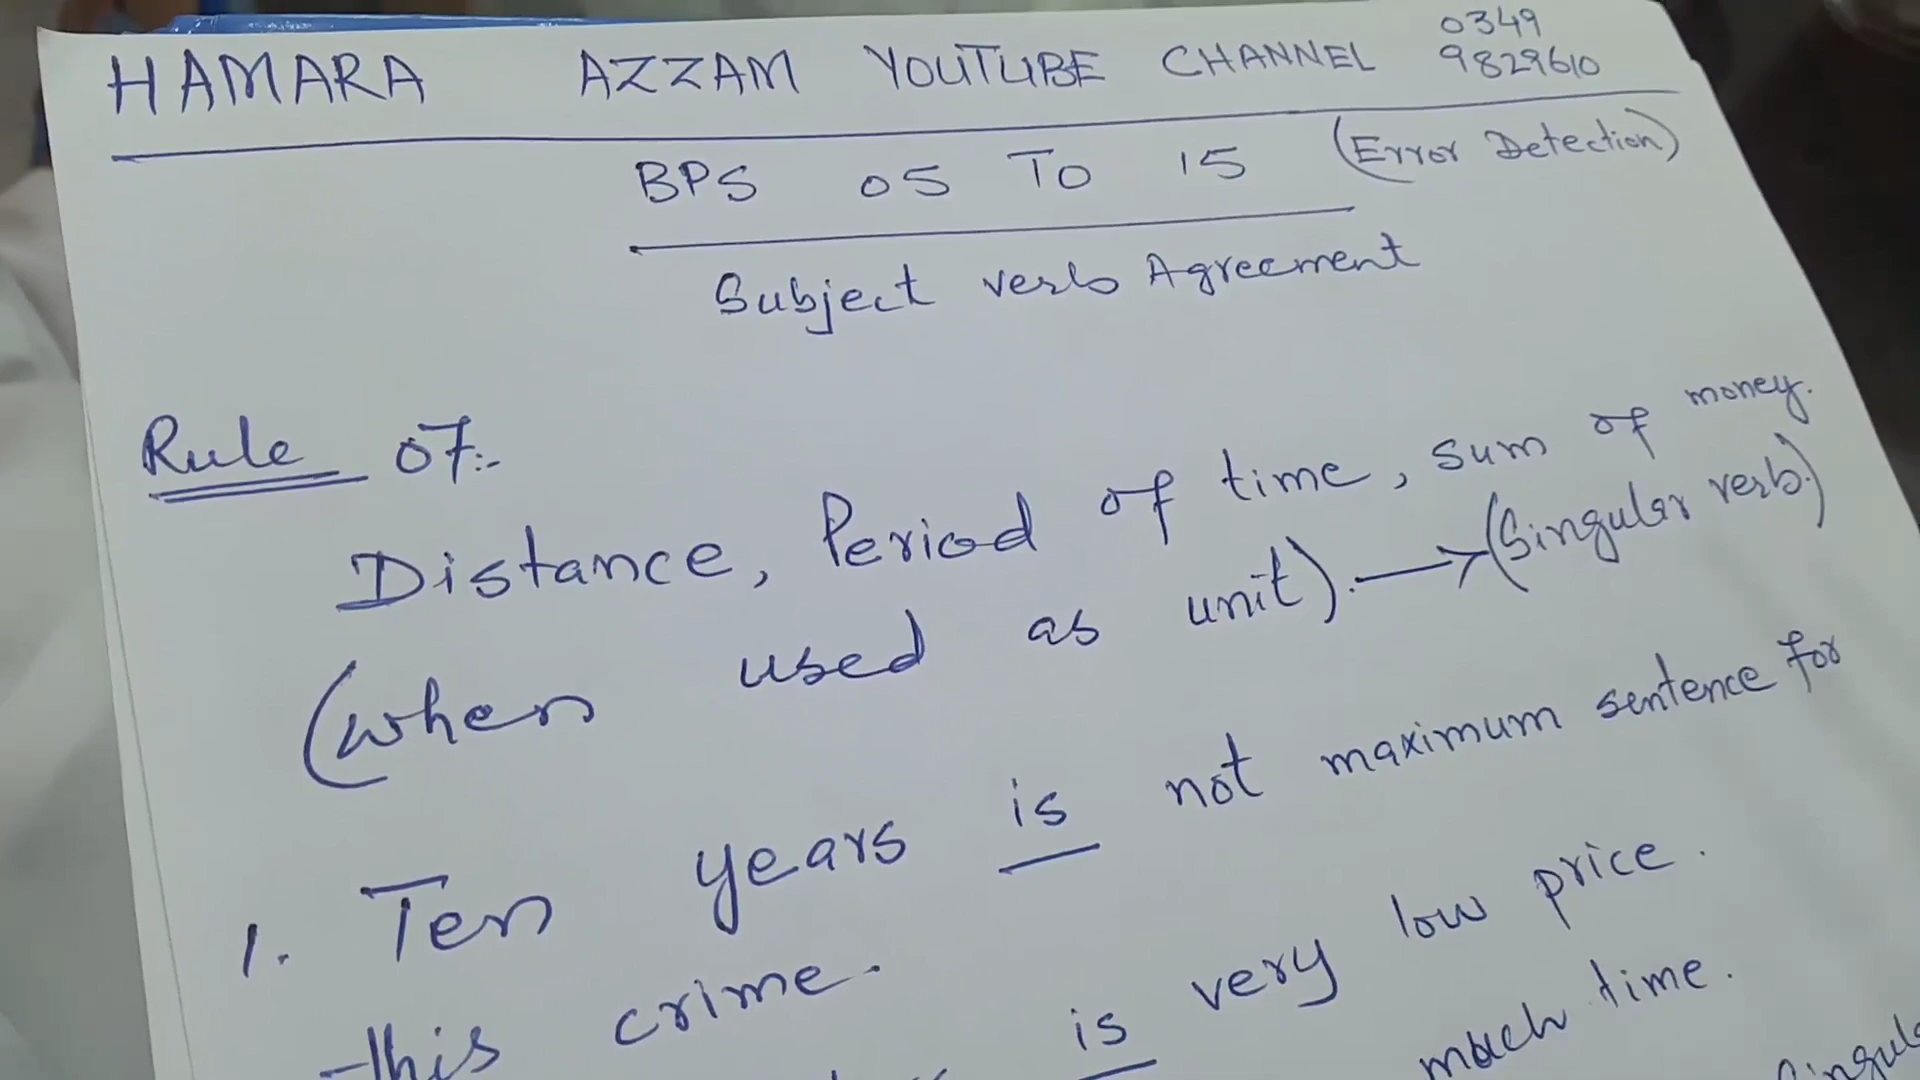 HAMARA AZZAM YOUTUBE CHANNEL 0349
9829610
BPS 05 TO 15 (Error Detection)
Subject verb Agreement
Rule 07:-
Distance, Period of time, sum of money.
(when used as unit). → (Singular verb.)
1. Ten years is not maximum sentence for
this crime.
is very low price.
much time.